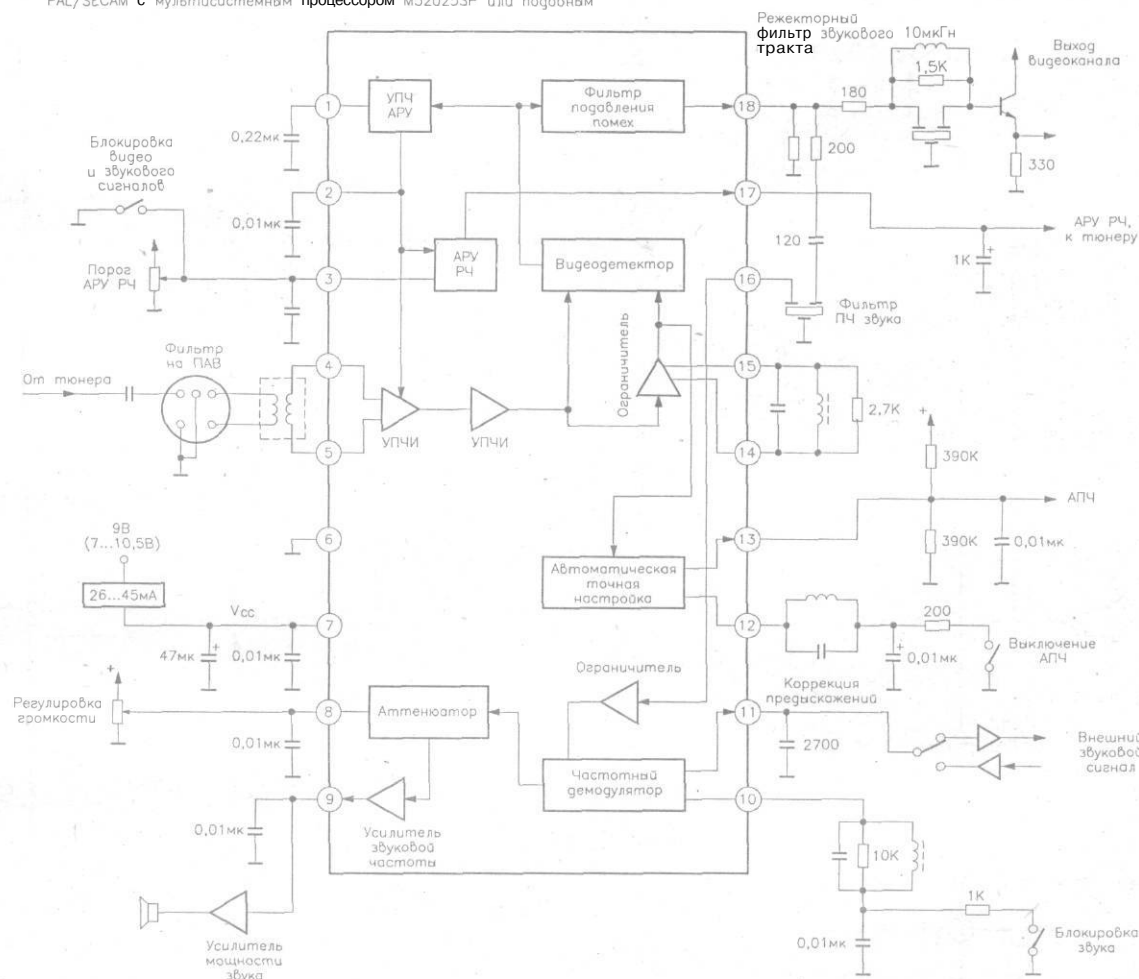 PAL/SECAM с мультисистемным процессором M52025SP или подобным
Режекторный
фильтр звукового
тракта
10мкГн
1,5К
Выход
видеоканала
1
УПЧ
АРУ
Фильтр
подавления
помех
18
180
0,22мк
200
330
Блокировка
видео
и звукового
сигналов
2
17
0,01мк
120
АРУ РЧ,
к тюнеру
1К
+
Порог
АРУ РЧ
3
АРУ
РЧ
Видеодетектор
16
Фильтр
ПЧ звука
Фильтр
на ПАВ
Ограничитель
От тюнера
4
15
2,7К
УПЧИ
УПЧИ
5
14
+
390К
АПЧ
9В
(7...10,5В)
6
13
390К
0,01мк
26...45мА
Автоматическая
точная
настройка
Vcc
7
12
200
47мк
+
0,01мк
+
0,01мк
Выключение
АПЧ
Ограничитель
Коррекция
предыскажений
+
Регулировка
громкости
8
Аттенюатор
11
0,01мк
2700
Внешний
звуковой
сигнал
Частотный
демодулятор
9
10
0,01мк
Усилитель
звуковой
частоты
10К
1К
Усилитель
мощности
звука
0,01мк
Блокировка
звука